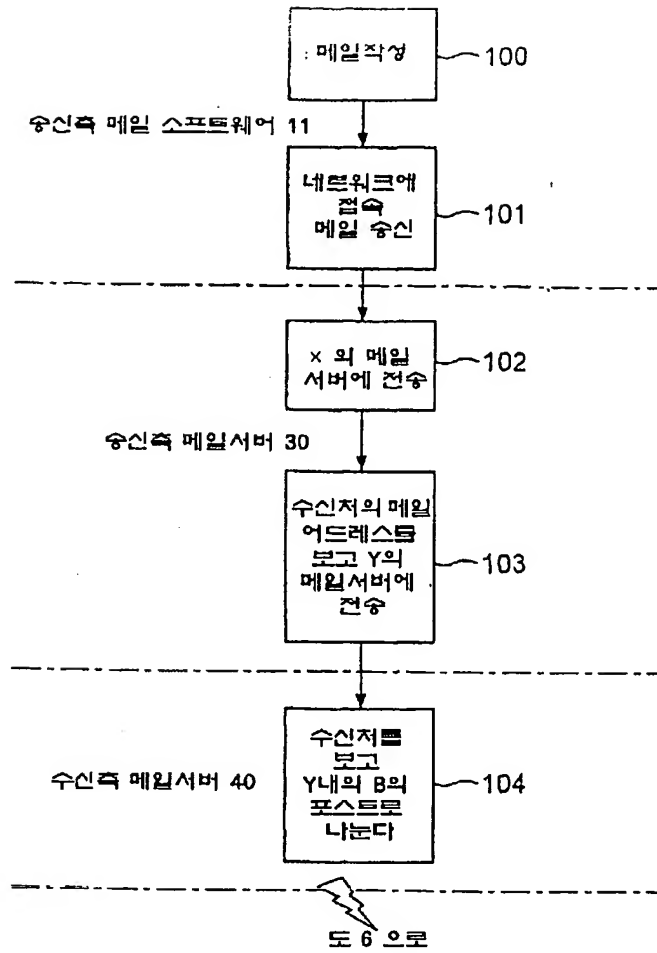 메일작성
100
송신측 메일 소프트웨어 11
네트워크에
접속
메일 송신
101
X 의 메일
서버에 전송
102
송신측 메일서버 30
수신처의 메일
어드레스를
보고 Y의
메일서버에
전송
103
수신처를
보고
Y내의 B의
포스트로
나눈다
104
수신측 메일서버 40
도 6 으로